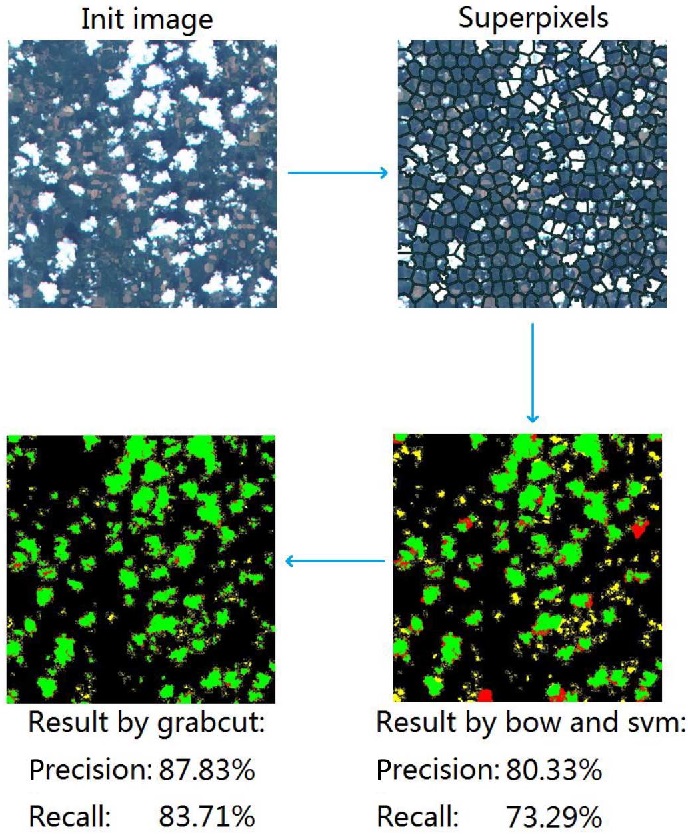 Init image
Superpixels
Result by grabcut:
Precision: 87.83%
Recall: 83.71%
Result by bow and svm:
Precision: 80.33%
Recall: 73.29%